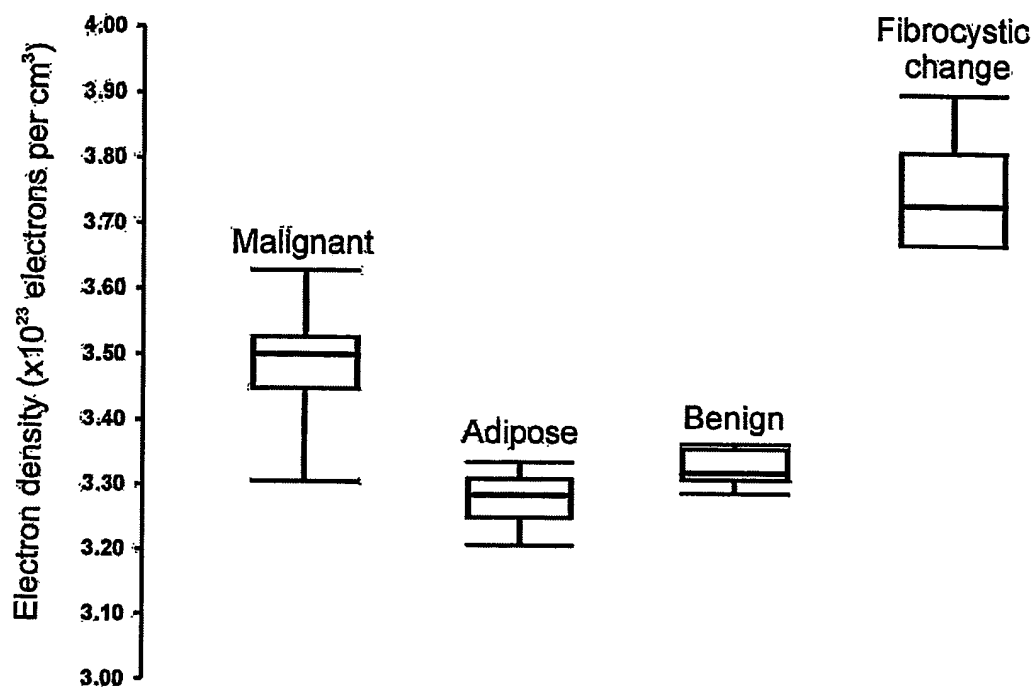 Electron density (x10²³ electrons per cm³)
4.00
3.90
3.80
3.70
3.60
3.50
3.40
3.30
3.20
3.10
3.00
Malignant
Adipose
Benign
Fibrocystic
change